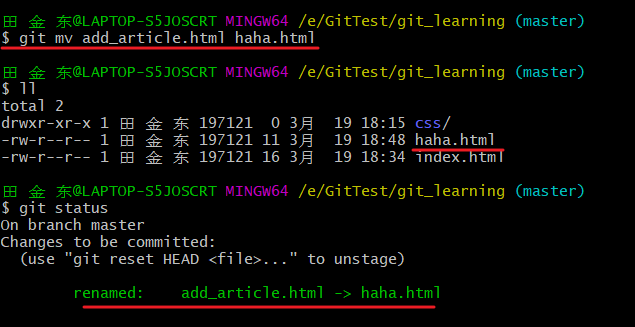 田 金 东@LAPTOP-S5JOSCRT MINGW64 /e/GitTest/git_learning (master)
$ git mv add_article.html haha.html
田 金 东@LAPTOP-S5JOSCRT MINGW64 /e/GitTest/git_learning (master)
$ ll
total 2
drwxr-xr-x 1 田 金 东 197121  0 3月  19 18:15 css/
-rw-r--r-- 1 田 金 东 197121 11 3月  19 18:48 haha.html
-rw-r--r-- 1 田 金 东 197121 16 3月  19 18:34 index.html
田 金 东@LAPTOP-S5JOSCRT MINGW64 /e/GitTest/git_learning (master)
$ git status
On branch master
Changes to be committed:
  (use "git reset HEAD <file>..." to unstage)
        renamed:    add_article.html -> haha.html